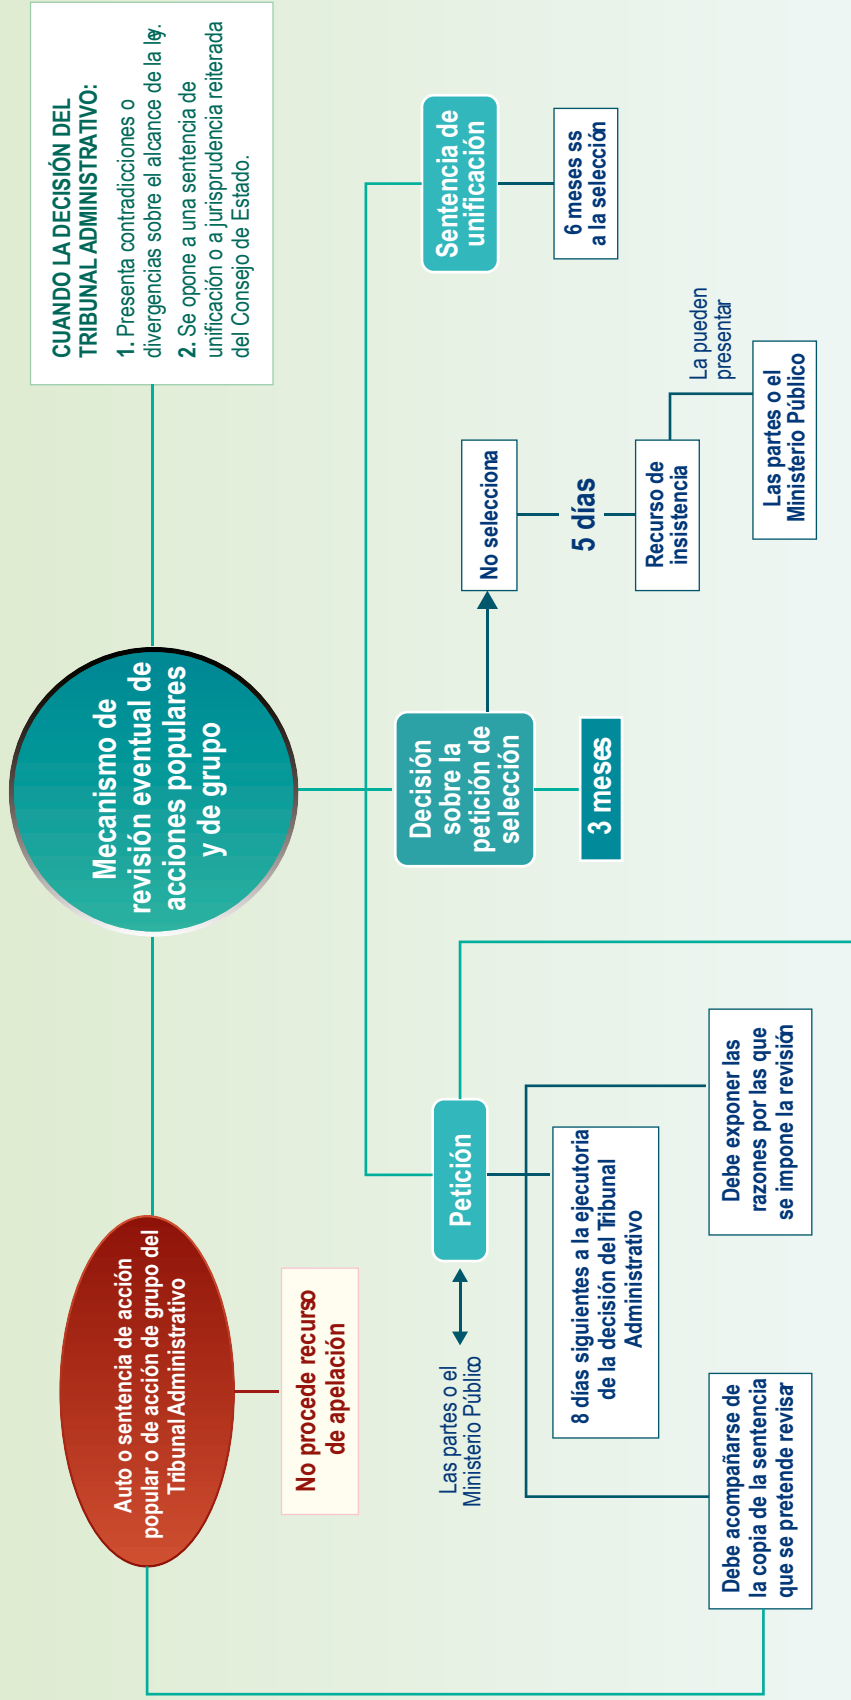 Auto o sentencia de acción
popular o de acción de grupo del
Tribunal Administrativo
No procede recurso
de apelación
Mecanismo de
revisión eventual de
acciones populares
y de grupo
CUANDO LA DECISIÓN DEL
TRIBUNAL ADMINISTRATIVO:
1. Presenta contradicciones o
divergencias sobre el alcance de la ley.
2. Se opone a una sentencia de
unificación o a jurisprudencia reiterada
del Consejo de Estado.
Las partes o el
Ministerio Público
Petición
8 días siguientes a la ejecutoria
de la decisión del Tribunal
Administrativo
Debe acompañarse de
la copia de la sentencia
que se pretende revisar
Debe exponer las
razones por las que
se impone la revisión
Decisión
sobre la
petición de
selección
3 meses
No selecciona
5 días
Recurso de
insistencia
La pueden
presentar
Las partes o el
Ministerio Público
Sentencia de
unificación
6 meses ss
a la selección